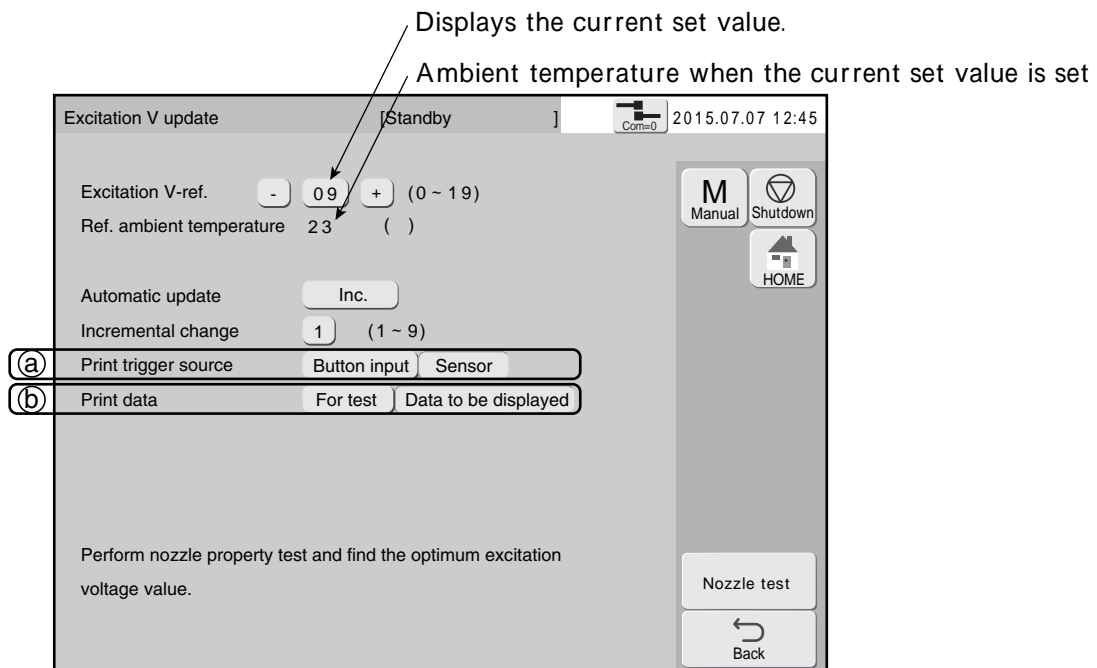 Displays the current set value.
Ambient temperature when the current set value is set
Excitation V update [Standby ] Com=0 2015.07.07 12:45
Excitation V-ref. - 09 + (0~19)
Ref. ambient temperature 23 ( )
M
Manual
Shutdown
HOME
Automatic update Inc.
Incremental change 1 (1~9)
ⓐ Print trigger source Button input Sensor
ⓑ Print data For test Data to be displayed
Perform nozzle property test and find the optimum excitation
voltage value.
Nozzle test
Back